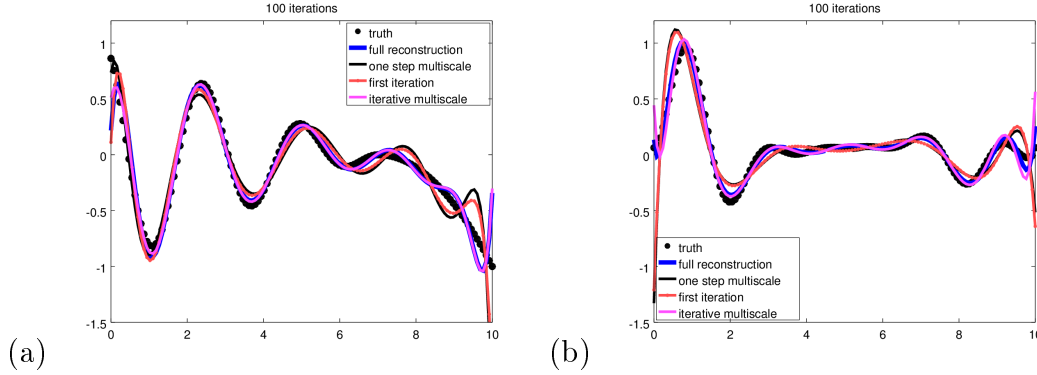 100 iterations
1
0.5
0
-0.5
-1
-1.5
0
2
4
6
8
10
truth
full reconstruction
one step multiscale
first iteration
iterative multiscale
(a)
100 iterations
1
0.5
0
-0.5
-1
-1.5
0
2
4
6
8
10
truth
full reconstruction
one step multiscale
first iteration
iterative multiscale
(b)